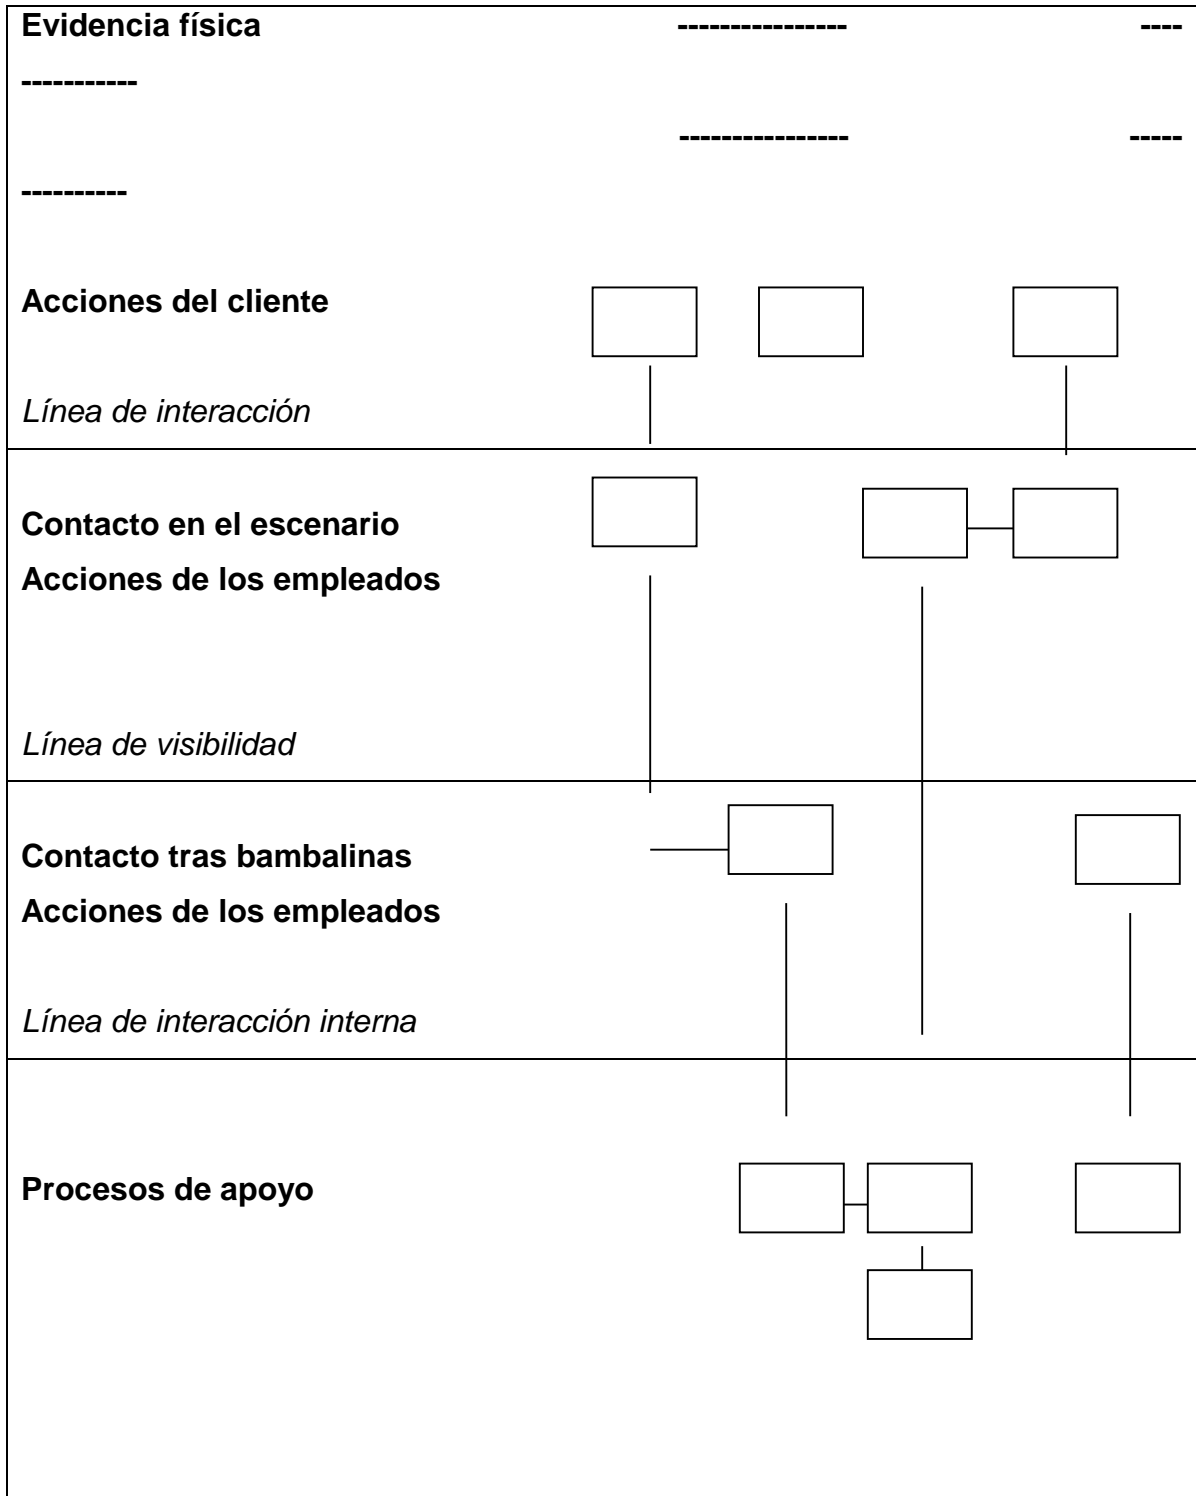 Evidencia física ---------------- ----
-----------
---------------- -----
----------
Acciones del cliente
Línea de interacción
Contacto en el escenario
Acciones de los empleados
Línea de visibilidad
Contacto tras bambalinas
Acciones de los empleados
Línea de interacción interna
Procesos de apoyo